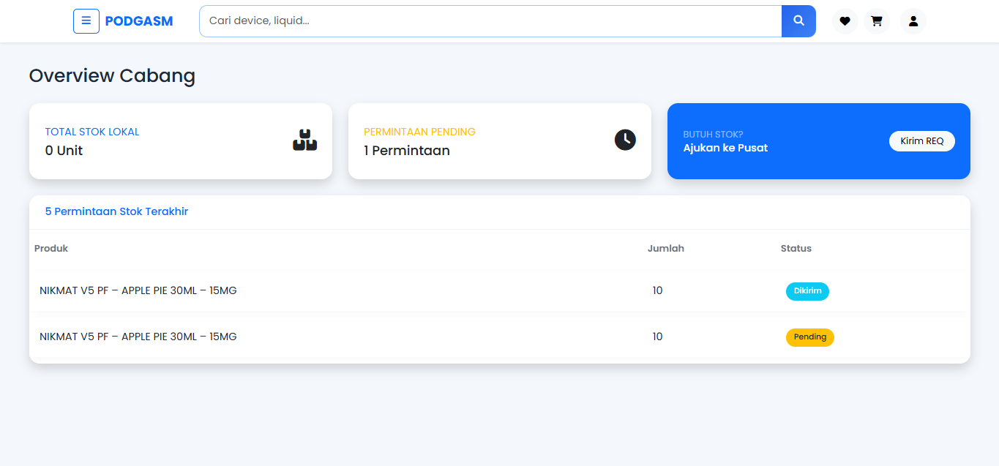 PODGASM
Cari device, liquid...
Overview Cabang
TOTAL STOK LOKAL
0 Unit
PERMINTAAN PENDING
1 Permintaan
BUTUH STOK?
Ajukan ke Pusat
Kirim REQ
5 Permintaan Stok Terakhir
Produk Jumlah Status
NIKMAT V5 PF – APPLE PIE 30ML – 15MG 10 Dikirim
NIKMAT V5 PF – APPLE PIE 30ML – 15MG 10 Pending